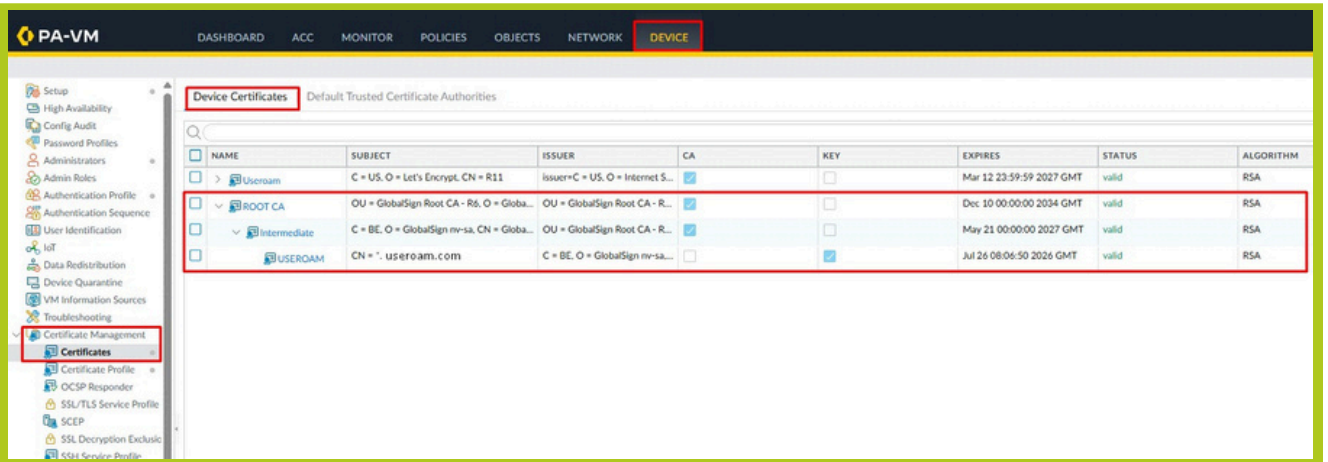 PA-VM DASHBOARD ACC MONITOR POLICIES OBJECTS NETWORK DEVICE
Setup
High Availability
Config Audit
Password Profiles
Administrators
Admin Roles
Authentication Profile
Authentication Sequence
User Identification
IoT
Data Redistribution
Device Quarantine
VM Information Sources
Troubleshooting
Certificate Management
Certificates
Certificate Profile
OCSP Responder
SSL/TLS Service Profile
SCEP
SSL Decryption Exclusic
SSH Service Profile
Device Certificates Default Trusted Certificate Authorities
NAME SUBJECT ISSUER CA KEY EXPIRES STATUS ALGORITHM
Useroam C = US, O = Let's Encrypt, CN = R11 issuer=C = US, O = Internet S... Mar 12 23:59:59 2027 GMT valid RSA
ROOT CA OU = GlobalSign Root CA - R6, O = Globa... OU = GlobalSign Root CA - R... Dec 10 00:00:00 2034 GMT valid RSA
Intermediate C = BE, O = GlobalSign nv-sa, CN = Globa... OU = GlobalSign Root CA - R... May 21 00:00:00 2027 GMT valid RSA
USEROAM CN = *. useroam.com C = BE, O = GlobalSign nv-sa,... Jul 26 08:06:50 2026 GMT valid RSA